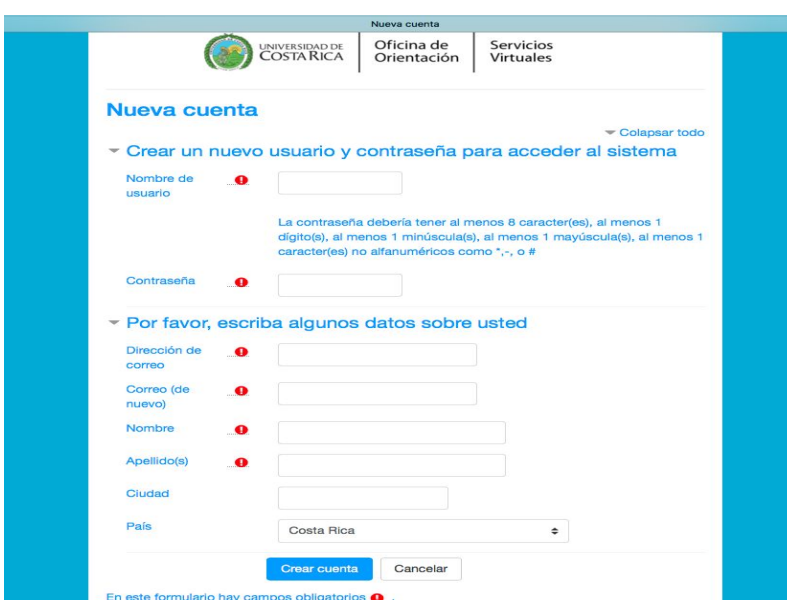 Nueva cuenta
UNIVERSIDAD DE
COSTA RICA
Oficina de
Orientación
Servicios
Virtuales
Nueva cuenta
Colapsar todo
Crear un nuevo usuario y contraseña para acceder al sistema
Nombre de
usuario
La contraseña debería tener al menos 8 caracter(es), al menos 1
dígito(s), al menos 1 minúscula(s), al menos 1 mayúscula(s), al menos 1
caracter(es) no alfanuméricos como *,-, o #
Contraseña
Por favor, escriba algunos datos sobre usted
Dirección de
correo
Correo (de
nuevo)
Nombre
Apellido(s)
Ciudad
País
Costa Rica
Crear cuenta
Cancelar
En este formulario hay campos obligatorios .